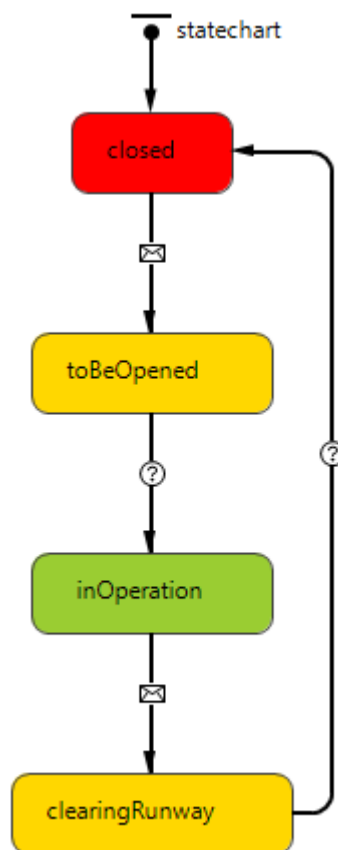 statechart
closed
?
toBeOpened
?
inOperation
clearingRunway